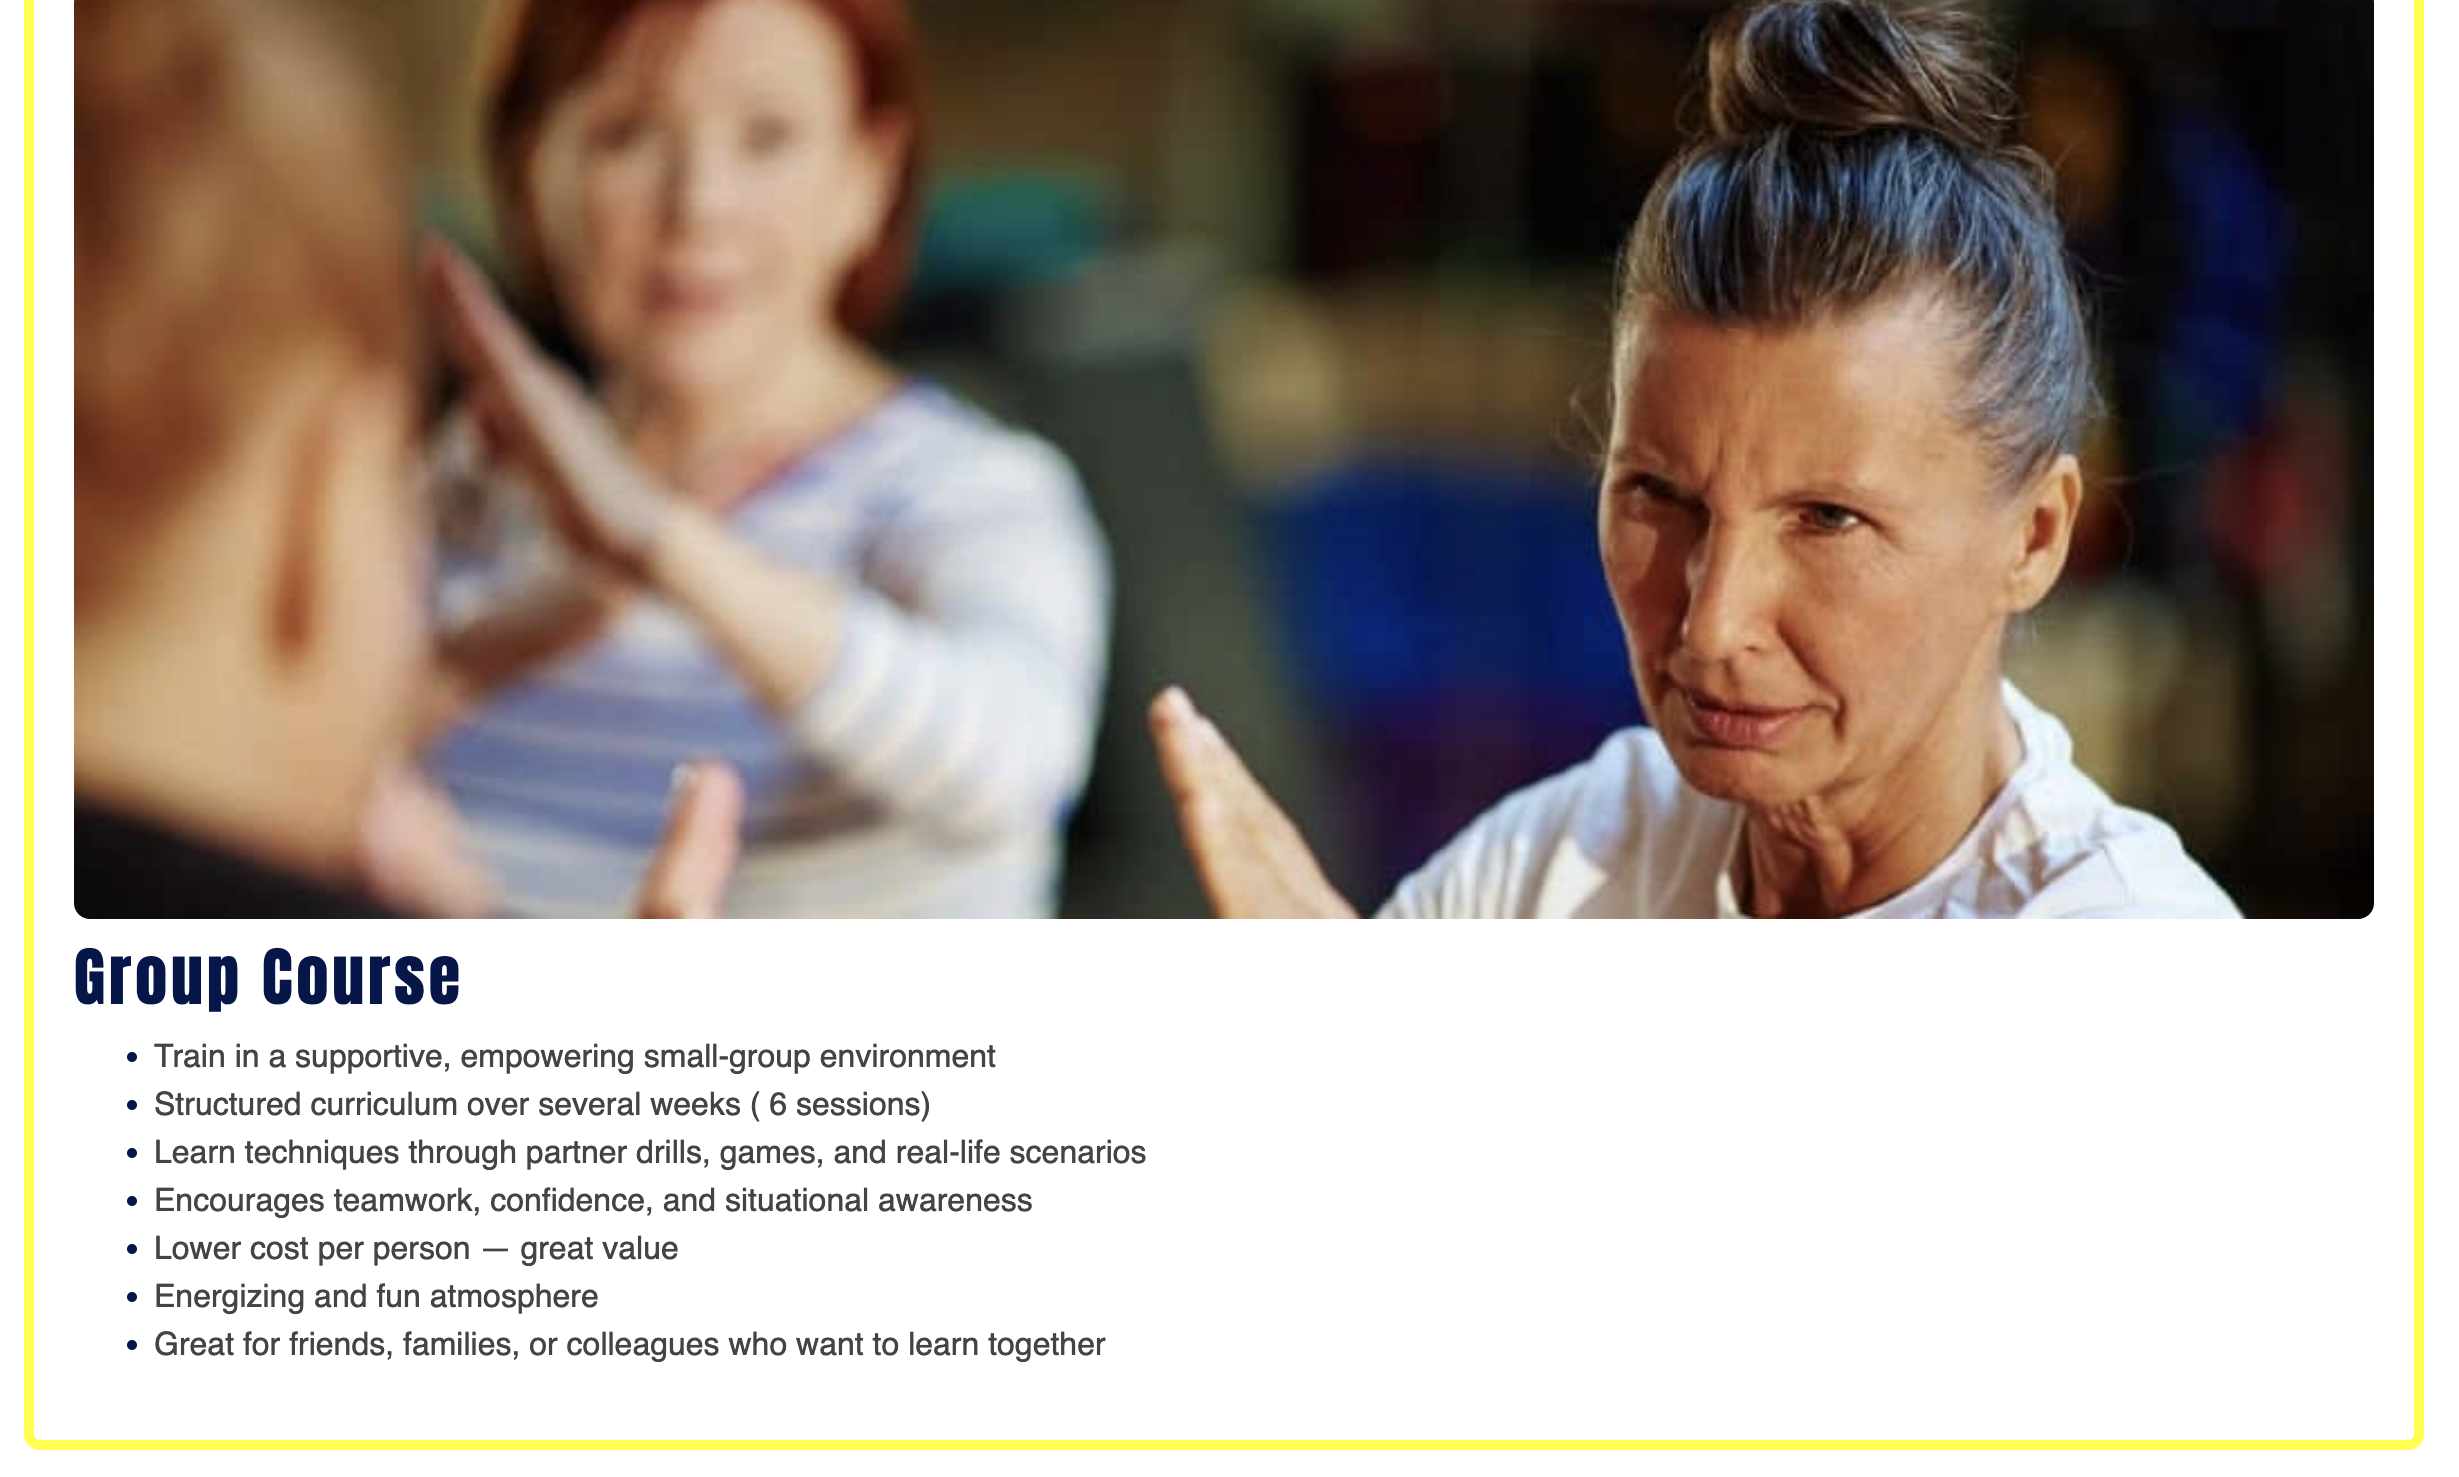 Group Course
Train in a supportive, empowering small-group environment
Structured curriculum over several weeks ( 6 sessions)
Learn techniques through partner drills, games, and real-life scenarios
Encourages teamwork, confidence, and situational awareness
Lower cost per person — great value
Energizing and fun atmosphere
Great for friends, families, or colleagues who want to learn together